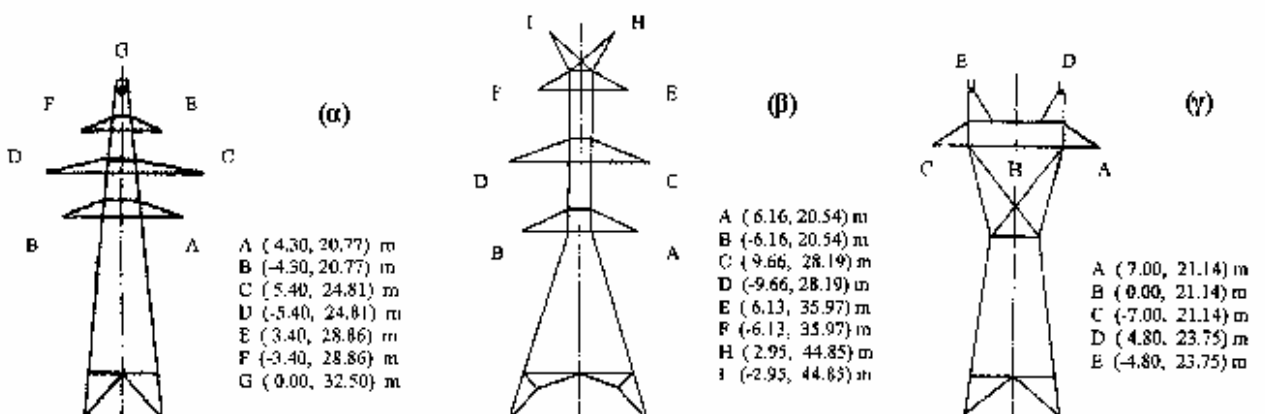 G
F
E
(α)
D
C
B
A
A (4.30, 20.77) m
B (-4.30, 20.77) m
C (5.40, 24.81) m
D (-5.40, 24.81) m
E (3.40, 28.86) m
F (-3.40, 28.86) m
G (0.00, 32.50) m
I
H
F
E
(β)
D
C
B
A
A (6.16, 20.54) m
B (-6.16, 20.54) m
C (9.66, 28.19) m
D (-9.66, 28.19) m
E (6.13, 35.97) m
F (-6.13, 35.97) m
H (2.95, 44.85) m
I (-2.95, 44.85) m
E
D
(γ)
C
B
A
A (7.00, 21.14) m
B (0.00, 21.14) m
C (-7.00, 21.14) m
D (4.80, 23.75) m
E (-4.80, 23.75) m